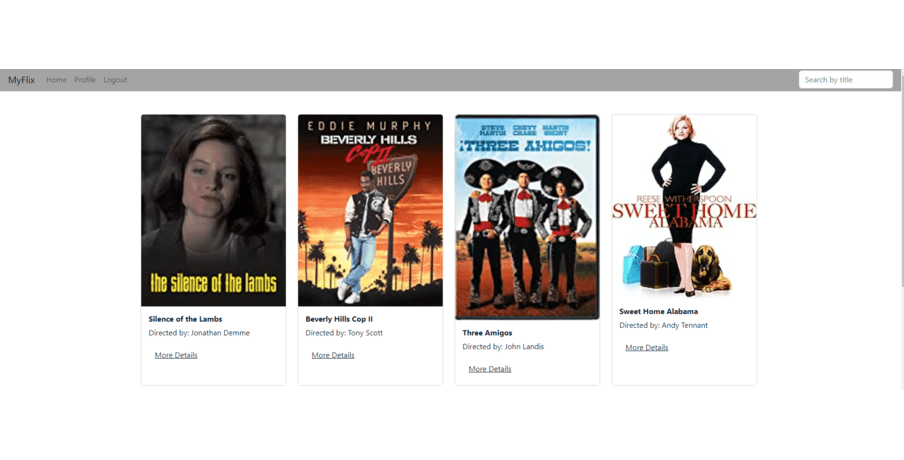 MyFlix Home Profile Logout Search by title
the silence of the lambs
Silence of the Lambs
Directed by: Jonathan Demme
More Details
EDDIE MURPHY
BEVERLY HILLS
Cop II
BEVERLY
HILLS
Beverly Hills Cop II
Directed by: Tony Scott
More Details
STEVE CHEVY MARTIN
MARTIN CHASE SHORT
¡THREE AMIGOS!
Three Amigos
Directed by: John Landis
More Details
REESE WITHERSPOON
SWEET HOME
ALABAMA
Sweet Home Alabama
Directed by: Andy Tennant
More Details